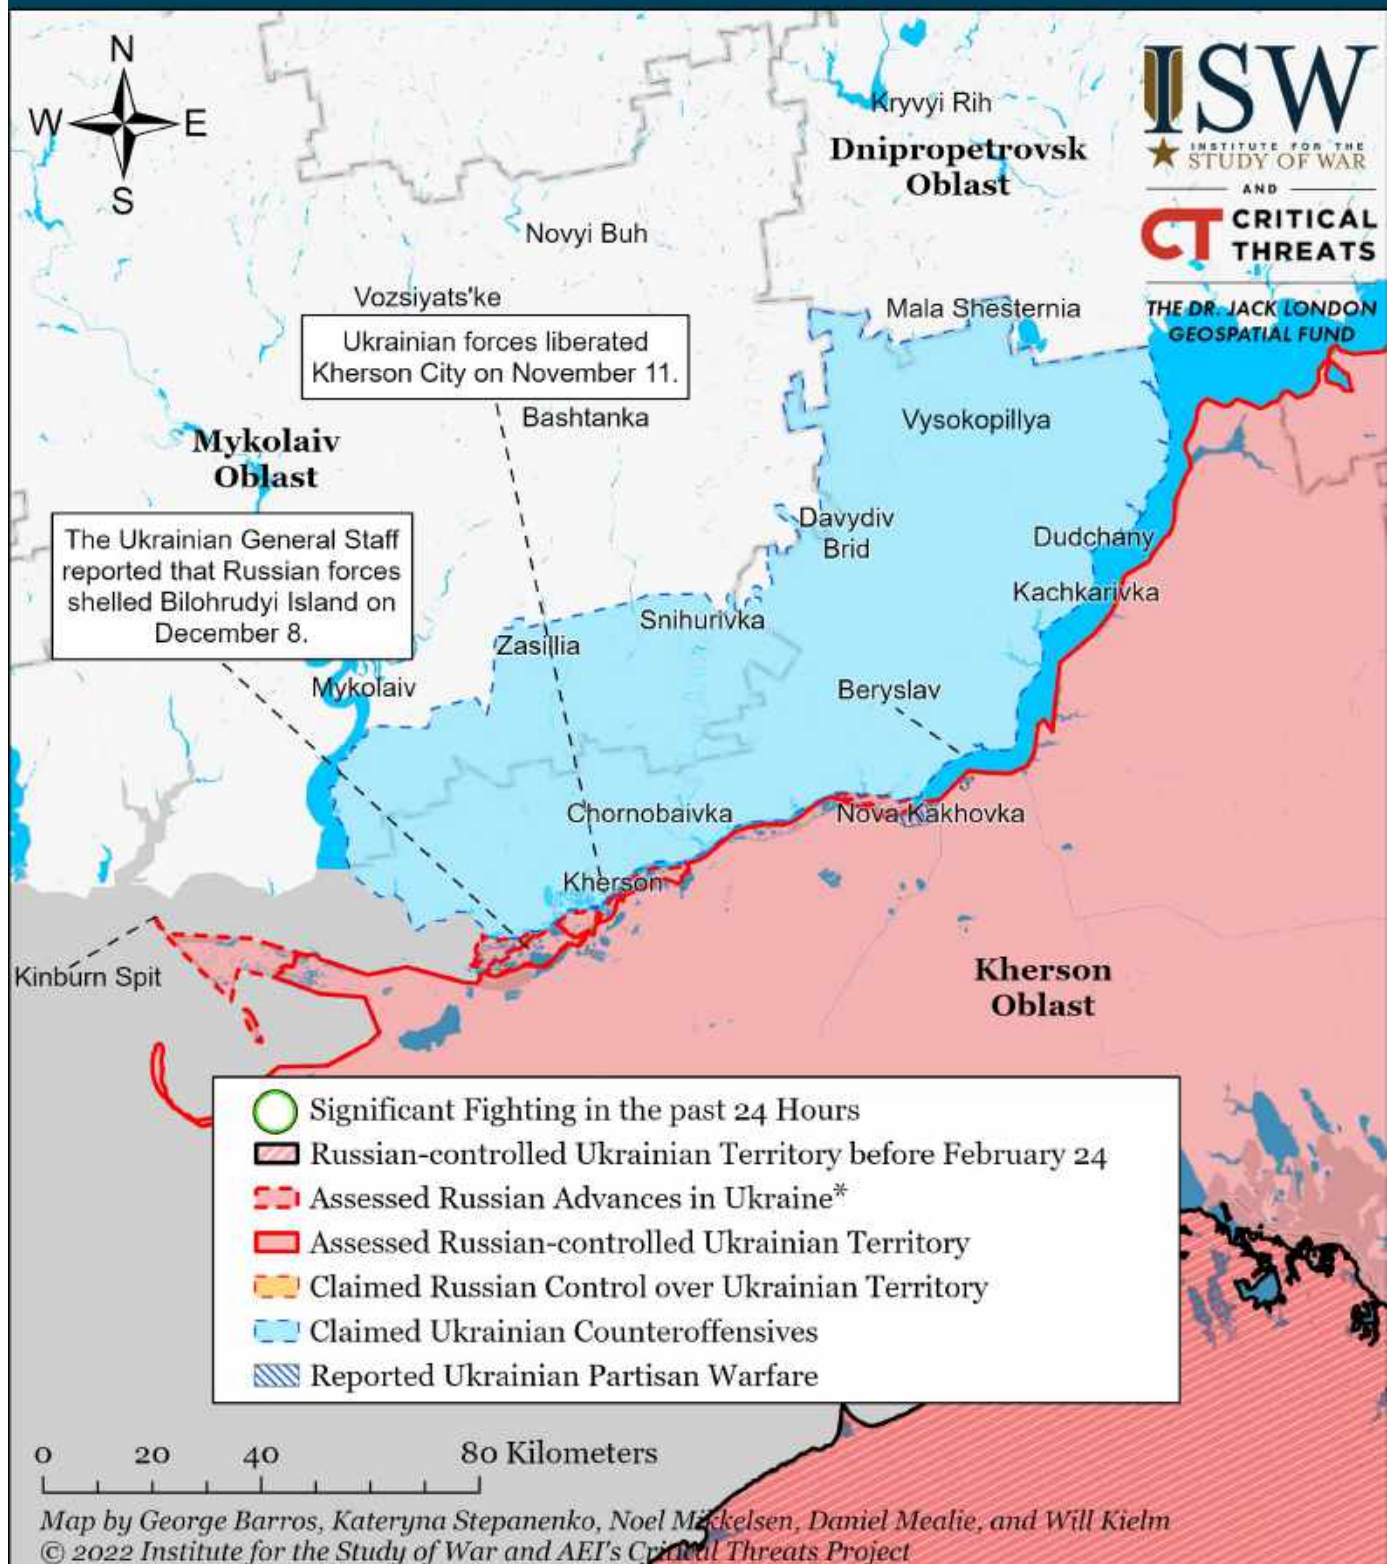 N
W E
S
ISW
INSTITUTE FOR THE
STUDY OF WAR
AND
CT CRITICAL
THREATS
THE DR. JACK LONDON
GEOSPATIAL FUND
Kryvyi Rih
Dnipropetrovsk
Oblast
Novyi Buh
Vozsiyats'ke
Mala Shesternia
Ukrainian forces liberated
Kherson City on November 11.
Bashtanka
Vysokopillya
Mykolaiv
Oblast
The Ukrainian General Staff
reported that Russian forces
shelled Bilohrudyi Island on
December 8.
Davydiv
Brid
Dudchany
Kachkarivka
Snihurivka
Zasillia
Mykolaiv
Beryslav
Chornobaivka
Nova Kakhovka
Kherson
Kinburn Spit
Kherson
Oblast
Significant Fighting in the past 24 Hours
Russian-controlled Ukrainian Territory before February 24
Assessed Russian Advances in Ukraine*
Assessed Russian-controlled Ukrainian Territory
Claimed Russian Control over Ukrainian Territory
Claimed Ukrainian Counteroffensives
Reported Ukrainian Partisan Warfare
0 20 40 80 Kilometers
Map by George Barros, Kateryna Stepanenko, Noel Mikkelsen, Daniel Mealie, and Will Kielm
© 2022 Institute for the Study of War and AEI's Critical Threats Project